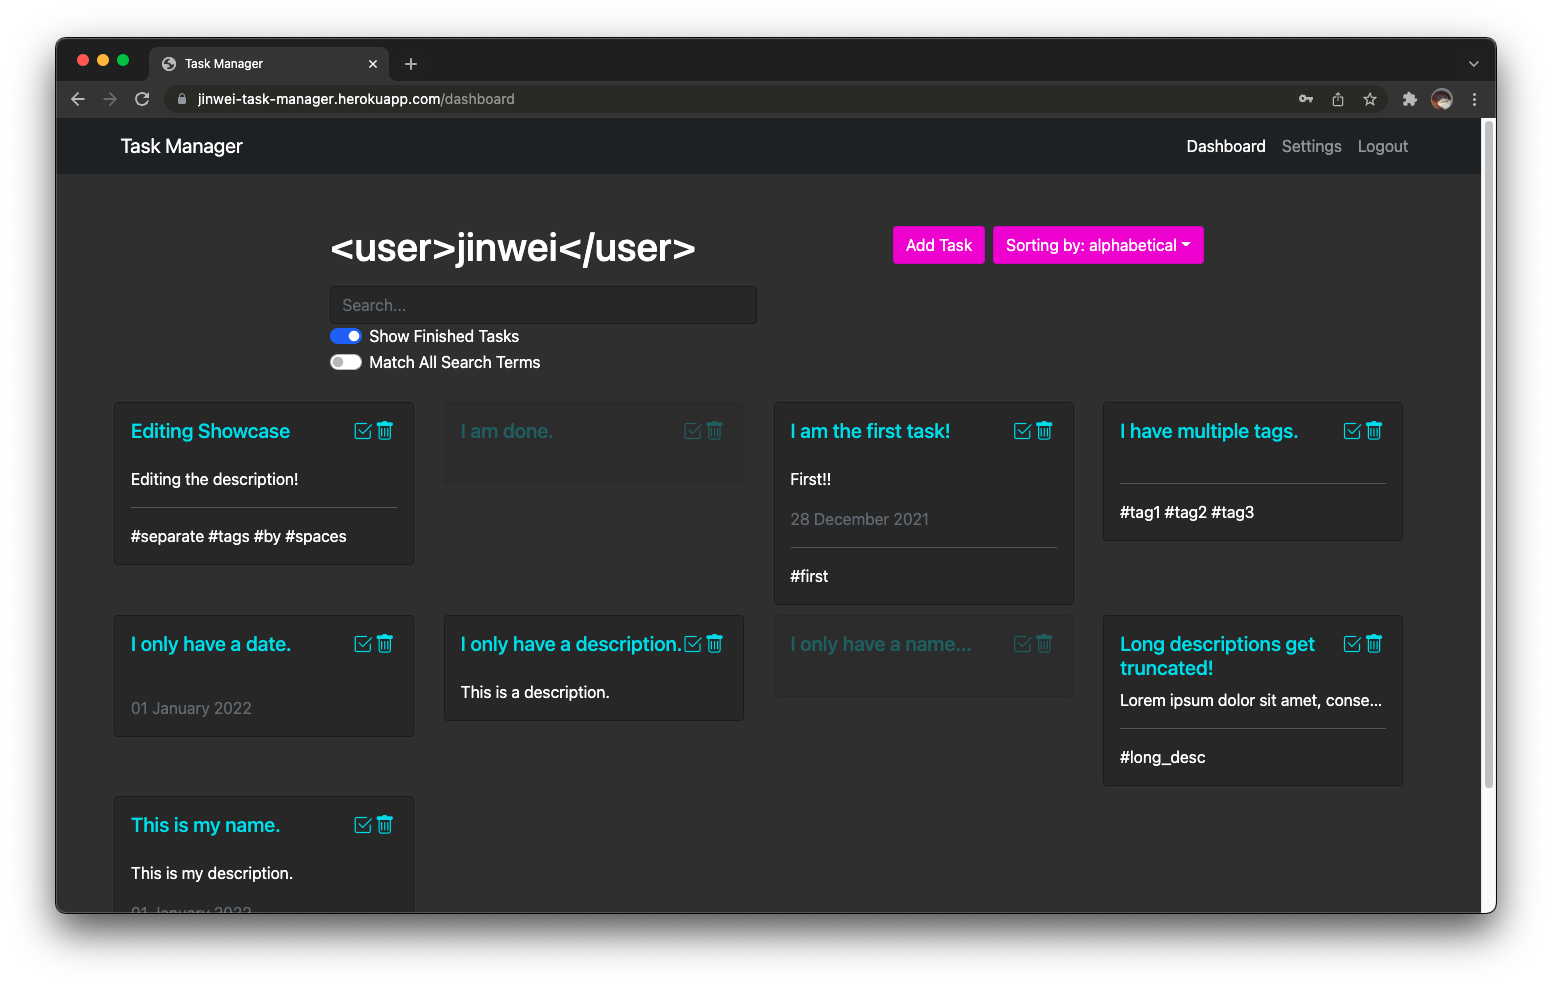 Task Manager
jinwei-task-manager.herokuapp.com/dashboard
Task Manager
Dashboard Settings Logout
<user>jinwei</user>
Add Task
Sorting by: alphabetical
Search...
Show Finished Tasks
Match All Search Terms
Editing Showcase
Editing the description!
#separate #tags #by #spaces
I am done.
I am the first task!
First!!
28 December 2021
#first
I have multiple tags.
#tag1 #tag2 #tag3
I only have a date.
01 January 2022
I only have a description.
This is a description.
I only have a name...
Long descriptions get
truncated!
Lorem ipsum dolor sit amet, conse...
#long_desc
This is my name.
This is my description.
01 January 2022